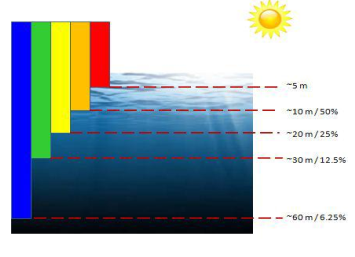 ~5 m
~10 m / 50%
~20 m / 25%
~30 m / 12.5%
~60 m / 6.25%